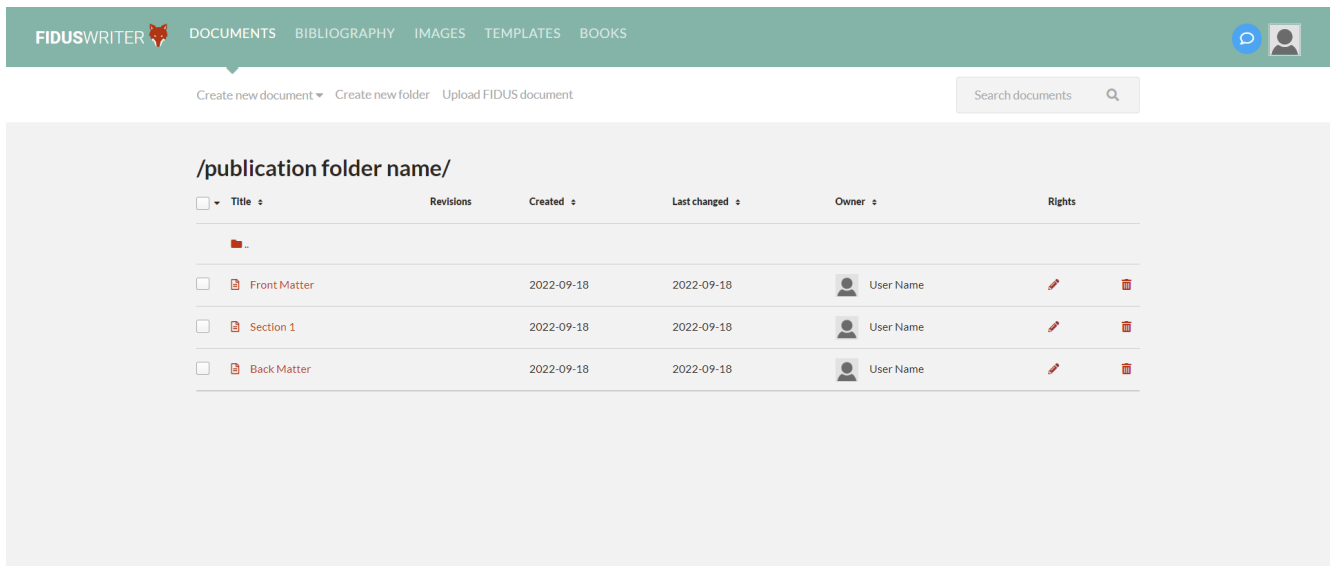 FIDUSWRITER DOCUMENTS BIBLIOGRAPHY IMAGES TEMPLATES BOOKS
Create new document Create new folder Upload FIDUS document Search documents
/publication folder name/
Title Revisions Created Last changed Owner Rights
..
Front Matter 2022-09-18 2022-09-18 User Name
Section 1 2022-09-18 2022-09-18 User Name
Back Matter 2022-09-18 2022-09-18 User Name